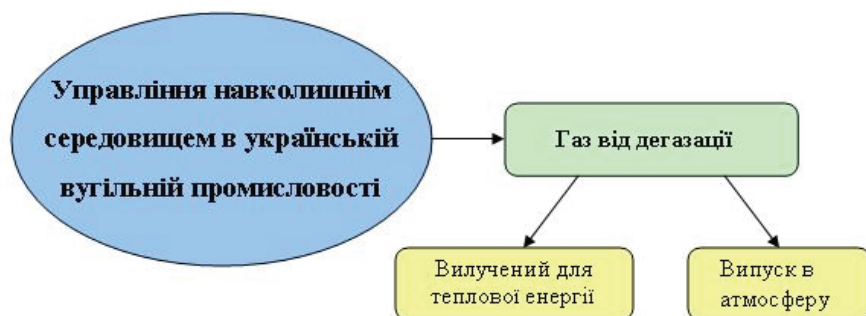 Управління навколишнім
середовищем в українській
вугільній промисловості
Газ від дегазації
Вилучений для
теплової енергії
Випуск в
атмосферу